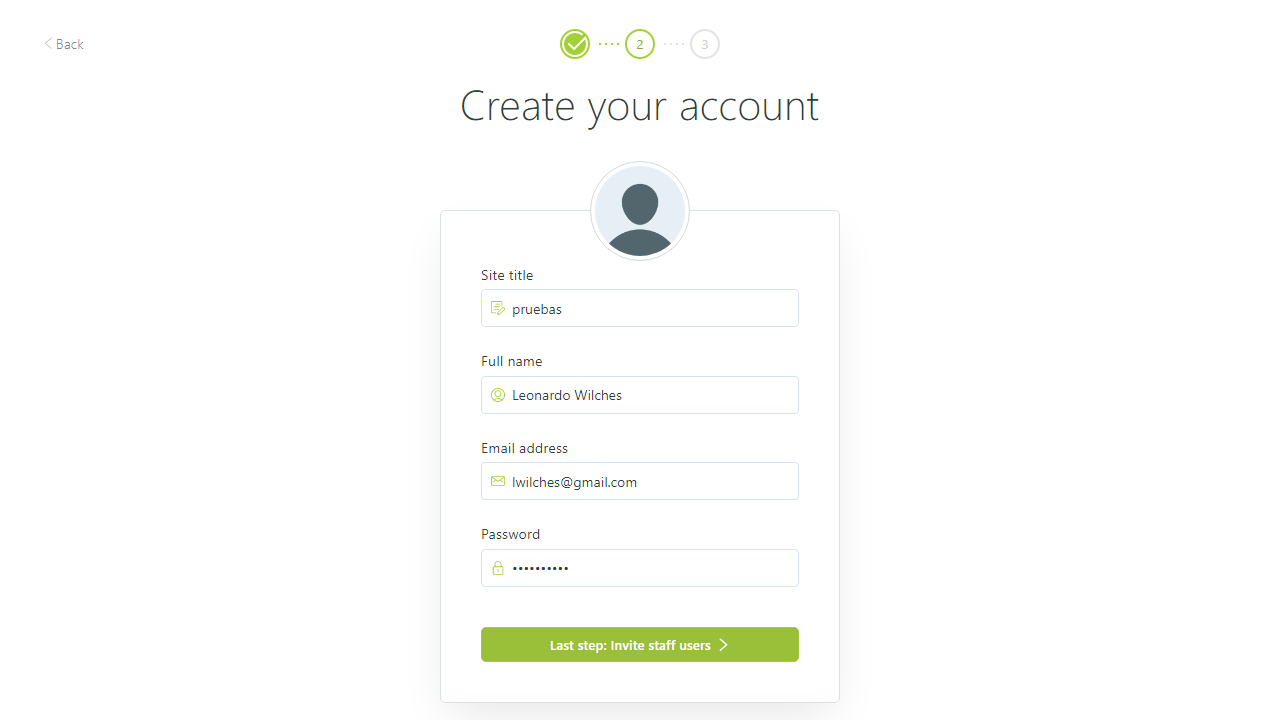 Back
2
3
Create your account
Site title
pruebas
Full name
Leonardo Wilches
Email address
lwilches@gmail.com
Password
••••••••••
Last step: Invite staff users